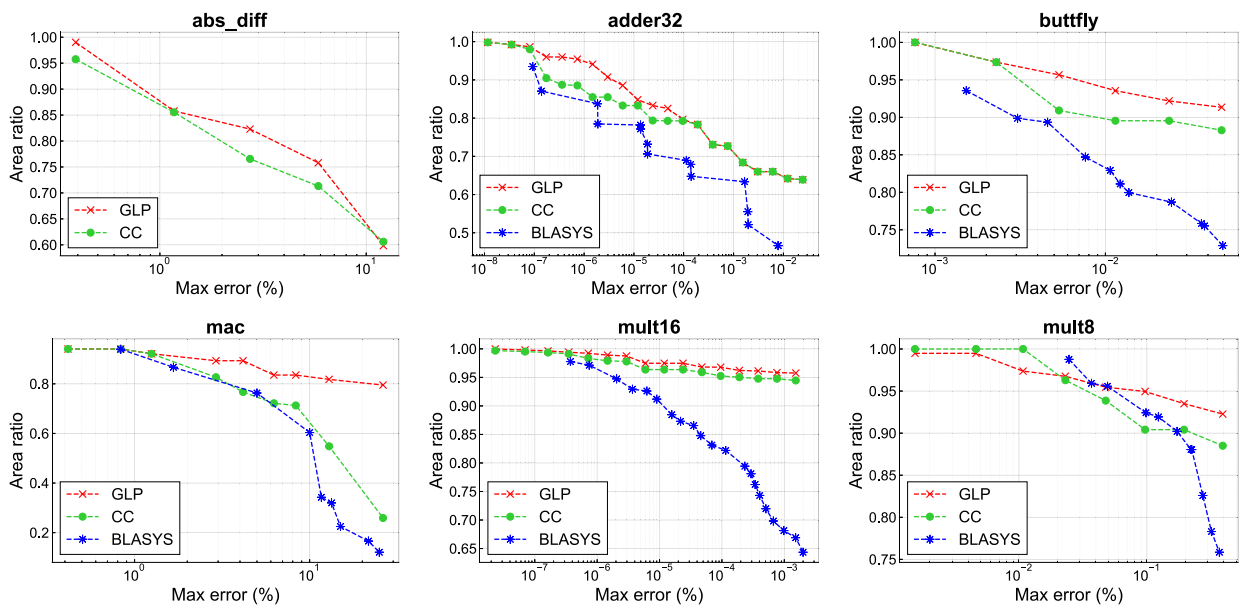 abs_diff
1.00
0.95
0.90
0.85
0.80
0.75
0.70
0.65
0.60
Area ratio
GLP
CC
10⁰
10¹
Max error (%)
adder32
1.0
0.9
0.8
0.7
0.6
0.5
Area ratio
GLP
CC
BLASYS
10⁻⁸
10⁻⁷
10⁻⁶
10⁻⁵
10⁻⁴
10⁻³
10⁻²
Max error (%)
buttfly
1.00
0.95
0.90
0.85
0.80
0.75
Area ratio
GLP
CC
BLASYS
10⁻³
10⁻²
Max error (%)
mac
0.8
0.6
0.4
0.2
Area ratio
GLP
CC
BLASYS
10⁰
10¹
Max error (%)
mult16
1.00
0.95
0.90
0.85
0.80
0.75
0.70
0.65
Area ratio
GLP
CC
BLASYS
10⁻⁷
10⁻⁶
10⁻⁵
10⁻⁴
10⁻³
Max error (%)
mult8
1.00
0.95
0.90
0.85
0.80
0.75
Area ratio
GLP
CC
BLASYS
10⁻²
10⁻¹
Max error (%)